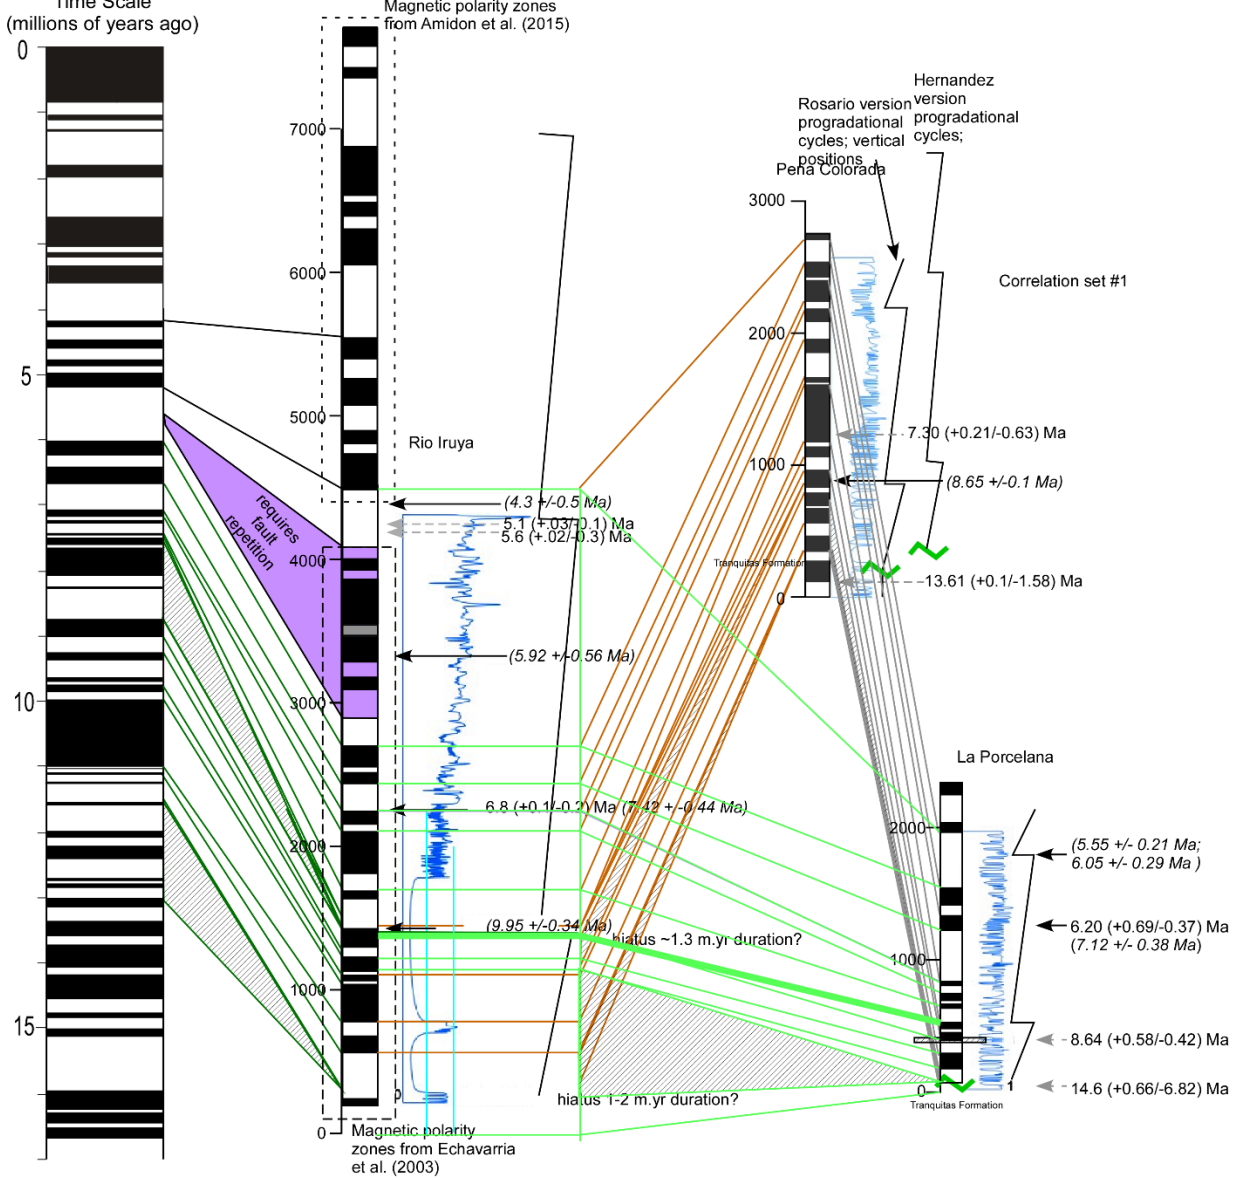 Time Scale
(millions of years ago)
Magnetic polarity zones
from Amidon et al. (2015)
Hernandez
version
progradational
cycles;
Rosario version
progradational
cycles; vertical
positions
Pena Colorada
Correlation set #1
0
5
10
15
7000
6000
5000
4000
3000
2000
1000
0
Rio Iruya
requires
fault
repetition
(4.3 +/-0.5 Ma)
5.1 (+.03/-0.1) Ma
5.6 (+.02/-0.3) Ma
(5.92 +/-0.56 Ma)
6.8 (+0.1/-0.2) Ma (7.42 +-0.44 Ma)
(9.95 +/-0.34 Ma)
hiatus ~1.3 m.yr duration?
hiatus 1-2 m.yr duration?
0
Magnetic polarity
zones from Echavarria
et al. (2003)
3000
2000
1000
0
7.30 (+0.21/-0.63) Ma
(8.65 +/-0.1 Ma)
Tranquitas Formation
13.61 (+0.1/-1.58) Ma
La Porcelana
2000
1000
0
(5.55 +/- 0.21 Ma;
6.05 +/- 0.29 Ma )
6.20 (+0.69/-0.37) Ma
(7.12 +/- 0.38 Ma)
8.64 (+0.58/-0.42) Ma
14.6 (+0.66/-6.82) Ma
1
Tranquitas Formation